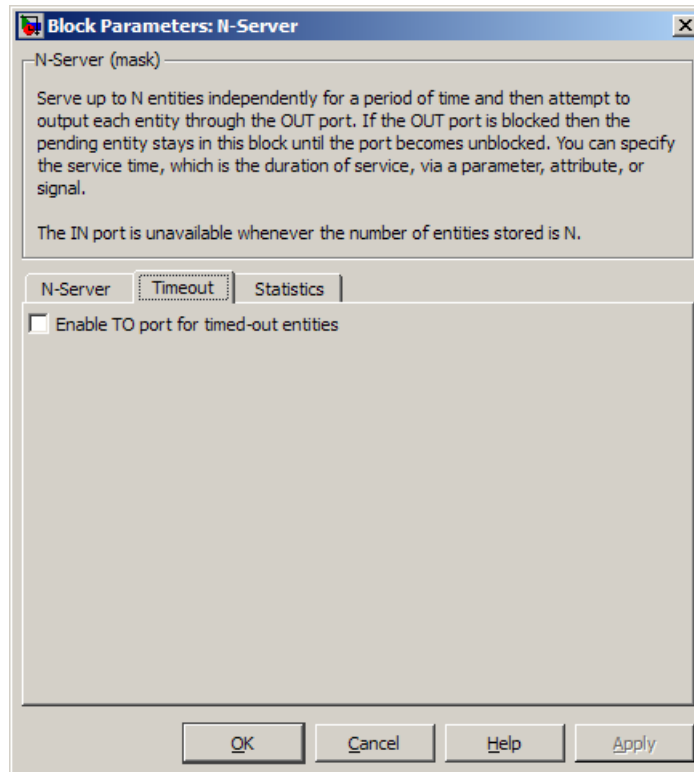 Block Parameters: N-Server
N-Server (mask)
Serve up to N entities independently for a period of time and then attempt to
output each entity through the OUT port. If the OUT port is blocked then the
pending entity stays in this block until the port becomes unblocked. You can specify
the service time, which is the duration of service, via a parameter, attribute, or
signal.
The IN port is unavailable whenever the number of entities stored is N.
N-Server Timeout Statistics
Enable TO port for timed-out entities
OK Cancel Help Apply